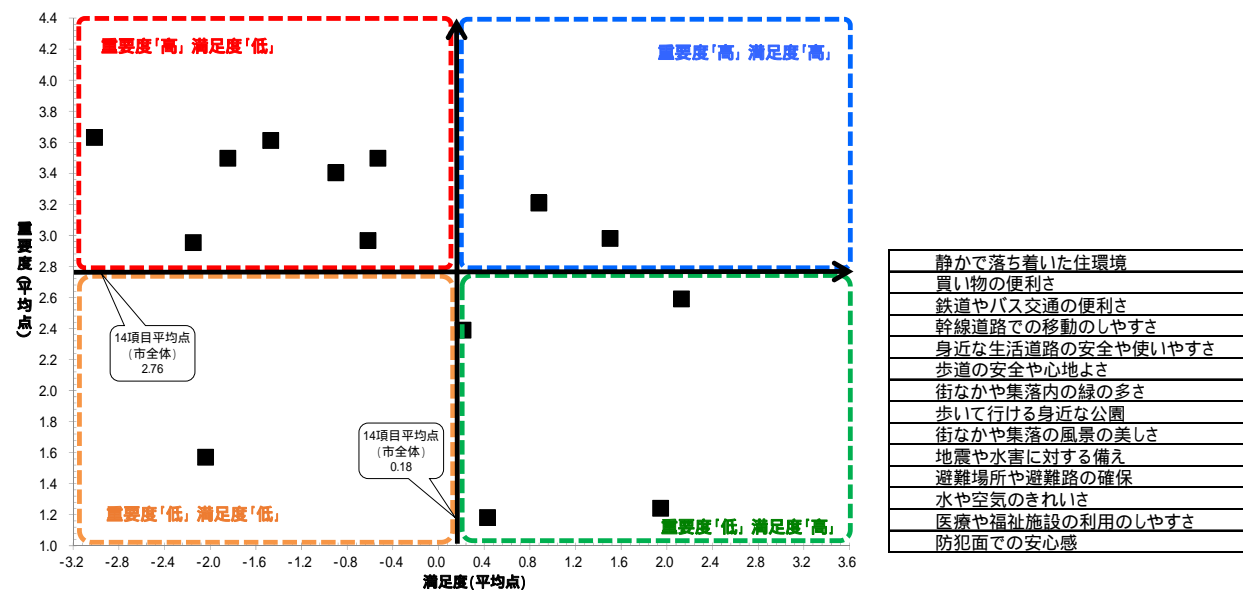 4.4
4.2
4.0
3.8
3.6
3.4
3.2
3.0
2.8
2.6
2.4
2.2
2.0
1.8
1.6
1.4
1.2
1.0
重要度(平均点)
重要度「高」満足度「低」
重要度「高」満足度「高」
14項目平均点
(市全体)
2.76
14項目平均点
(市全体)
0.18
重要度「低」満足度「低」
重要度「低」満足度「高」
-3.2 -2.8 -2.4 -2.0 -1.6 -1.2 -0.8 -0.4 0.0 0.4 0.8 1.2 1.6 2.0 2.4 2.8 3.2 3.6
満足度(平均点)
静かで落ち着いた住環境
買い物の便利さ
鉄道やバス交通の便利さ
幹線道路での移動のしやすさ
身近な生活道路の安全や使いやすさ
歩道の安全や心地よさ
街なかや集落内の緑の多さ
歩いて行ける身近な公園
街なかや集落の風景の美しさ
地震や水害に対する備え
避難場所や避難路の確保
水や空気のきれいさ
医療や福祉施設の利用のしやすさ
防犯面での安心感